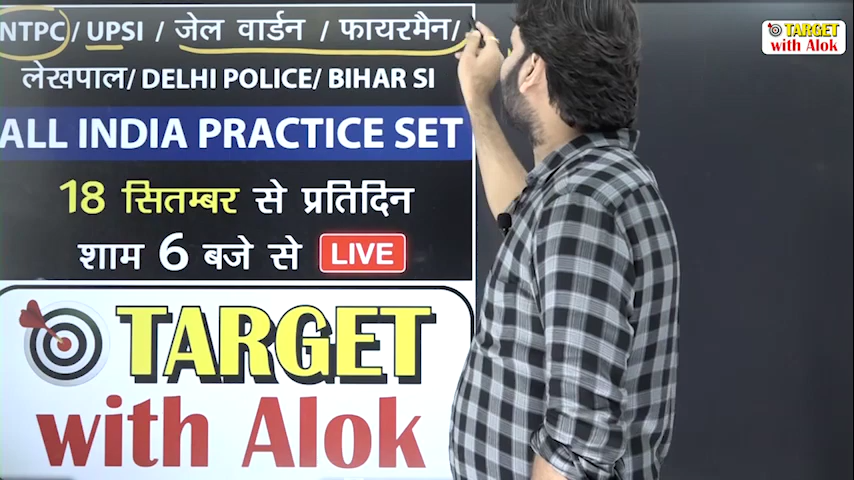 NTPC/ UPSI / जेल वार्डन / फायरमैन/
लेखपाल/ DELHI POLICE/ BIHAR SI
ALL INDIA PRACTICE SET
18 सितम्बर से प्रतिदिन
शाम 6 बजे से LIVE
TARGET
with Alok
TARGET
with Alok